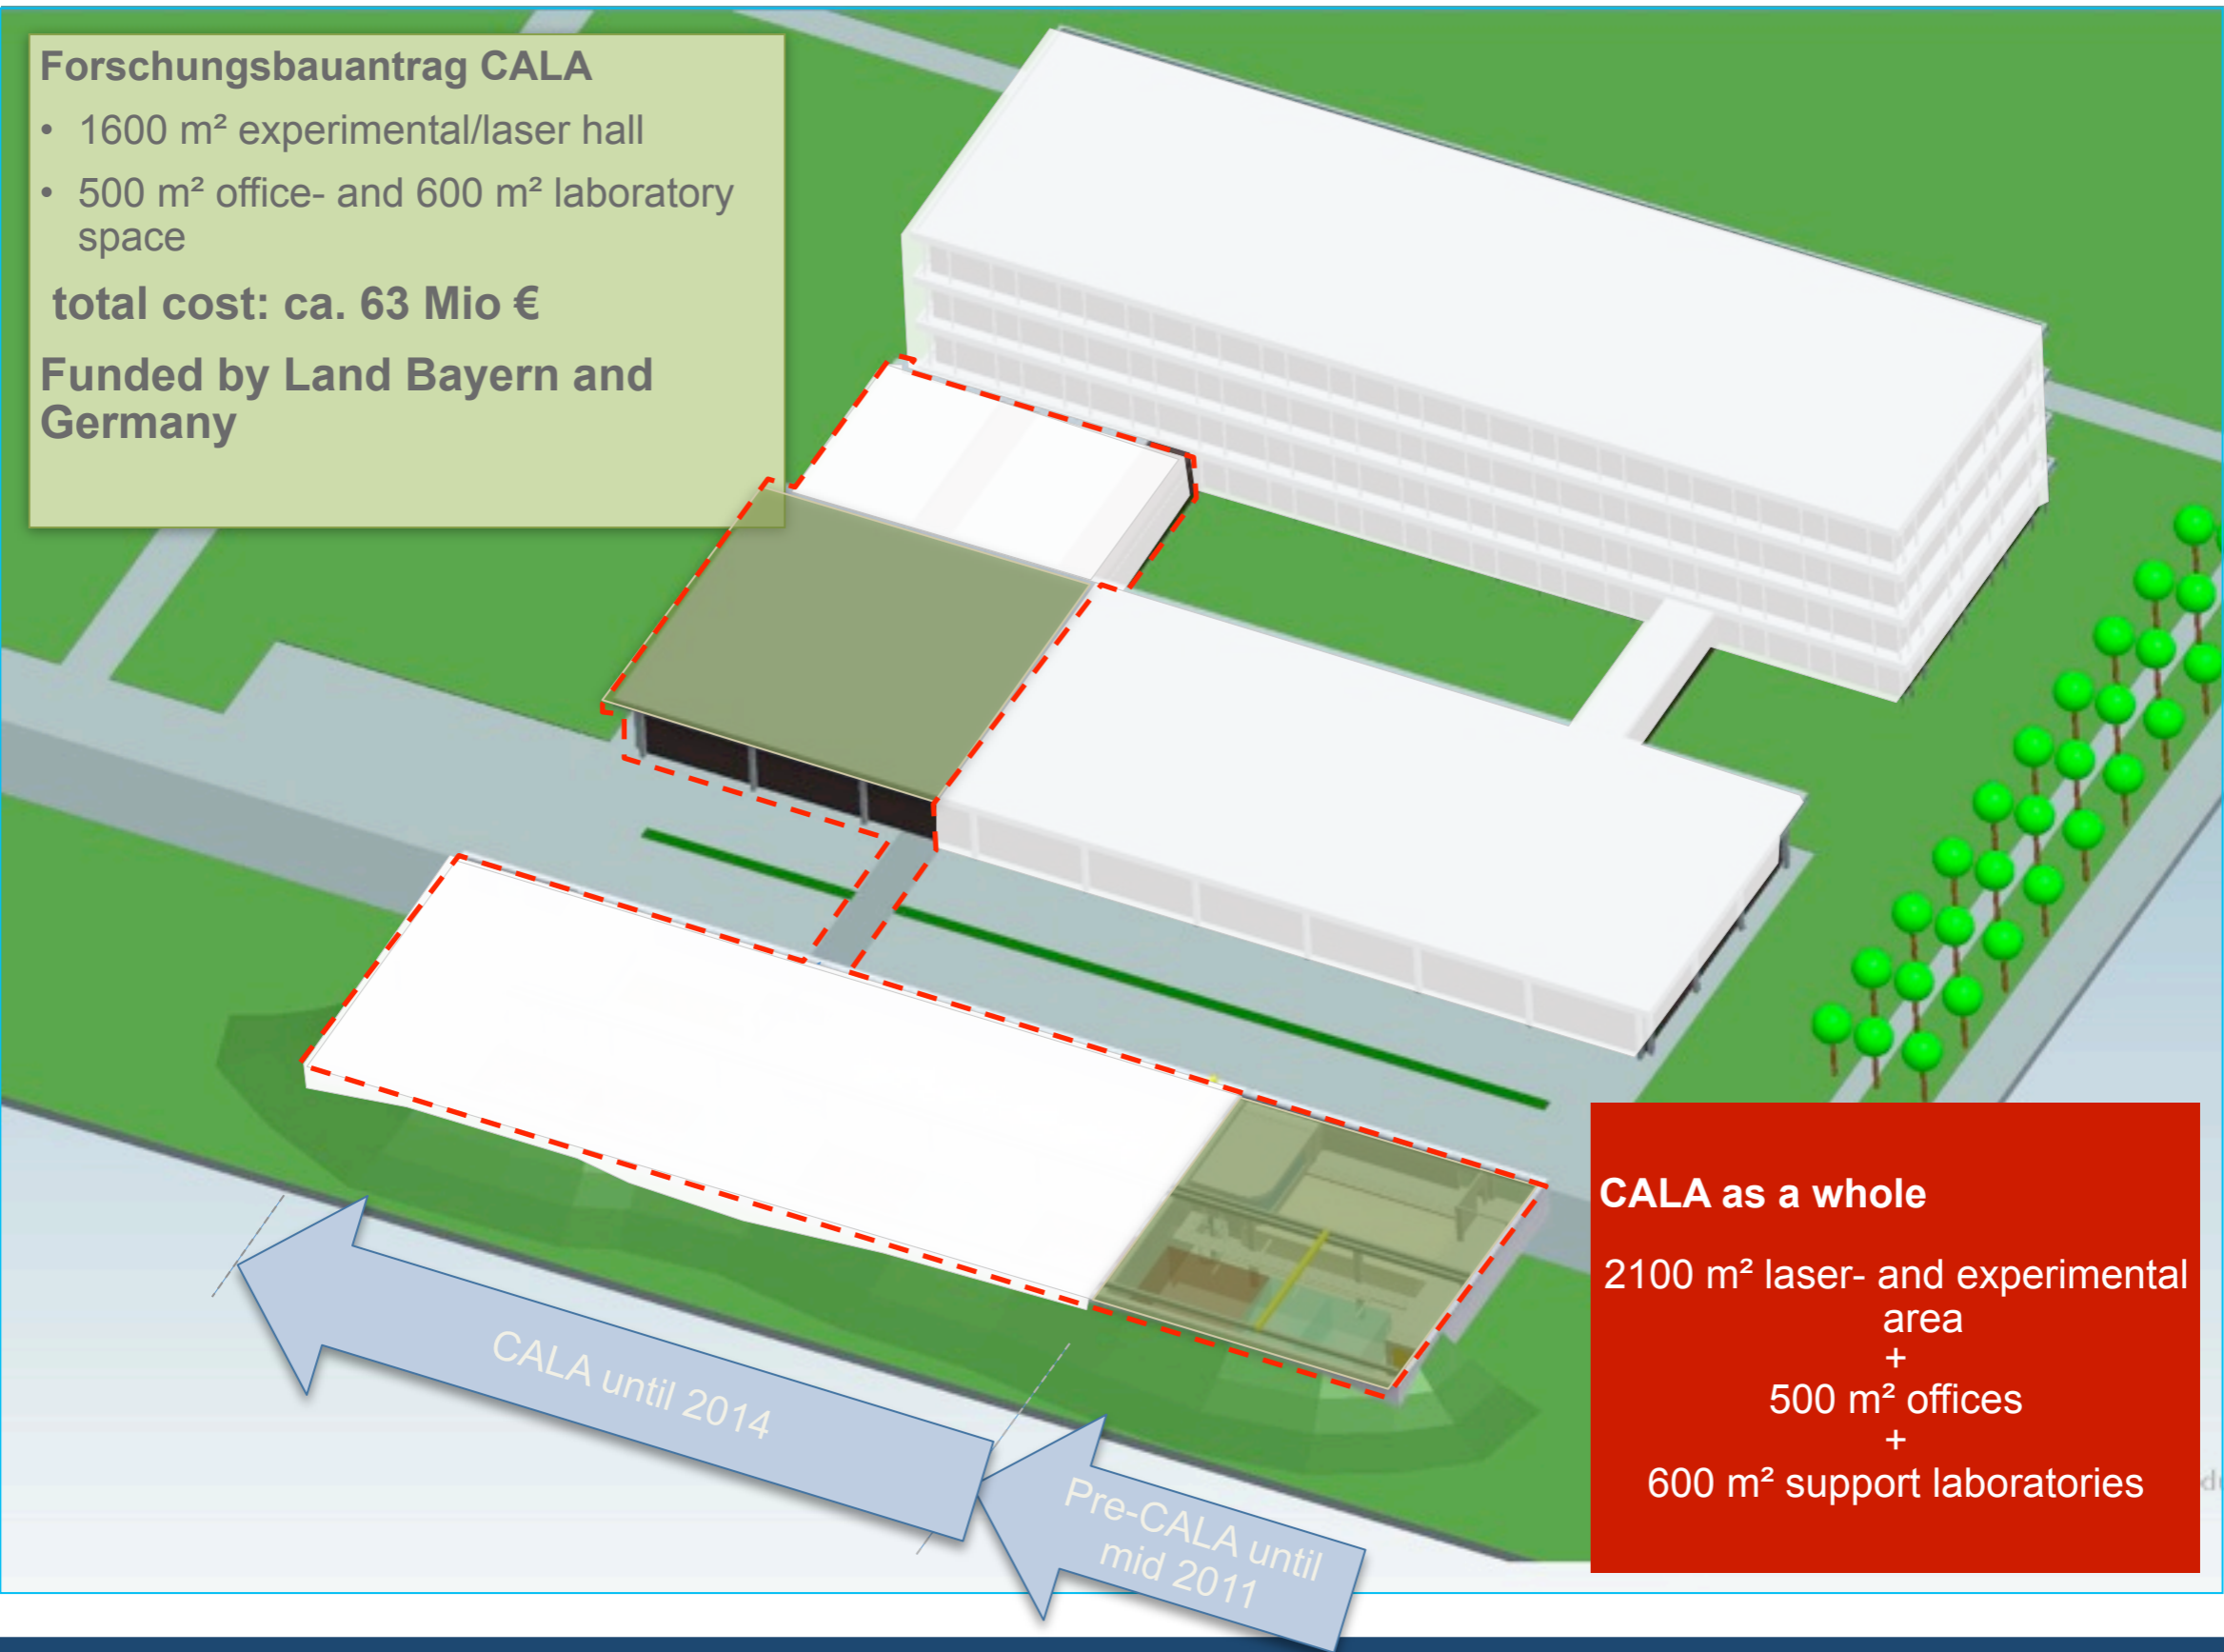 Forschungsbauantrag CALA
• 1600 m² experimental/laser hall
• 500 m² office- and 600 m² laboratory
space
total cost: ca. 63 Mio €
Funded by Land Bayern and
Germany
CALA until 2014
Pre-CALA until
mid 2011
CALA as a whole
2100 m² laser- and experimental
area
+
500 m² offices
+
600 m² support laboratories